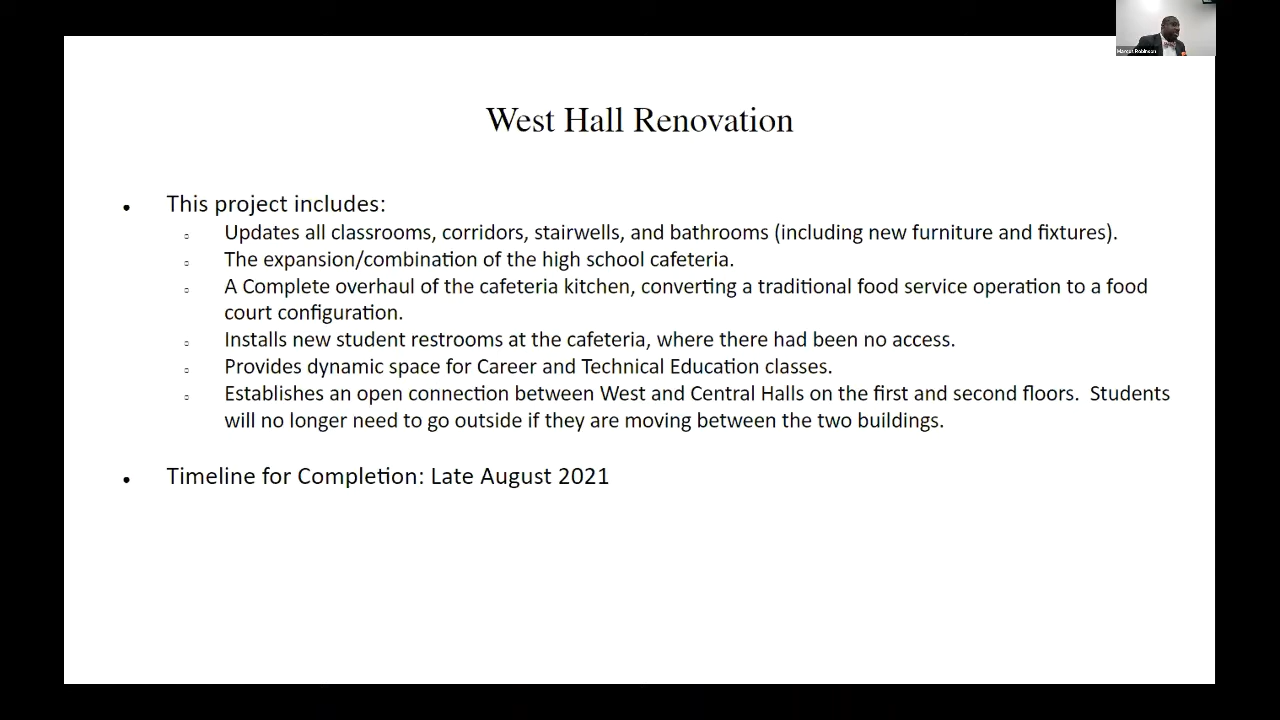 Marcus Robinson
West Hall Renovation
• This project includes:
▫ Updates all classrooms, corridors, stairwells, and bathrooms (including new furniture and fixtures).
▫ The expansion/combination of the high school cafeteria.
▫ A Complete overhaul of the cafeteria kitchen, converting a traditional food service operation to a food
court configuration.
▫ Installs new student restrooms at the cafeteria, where there had been no access.
▫ Provides dynamic space for Career and Technical Education classes.
▫ Establishes an open connection between West and Central Halls on the first and second floors.  Students
will no longer need to go outside if they are moving between the two buildings.
• Timeline for Completion: Late August 2021